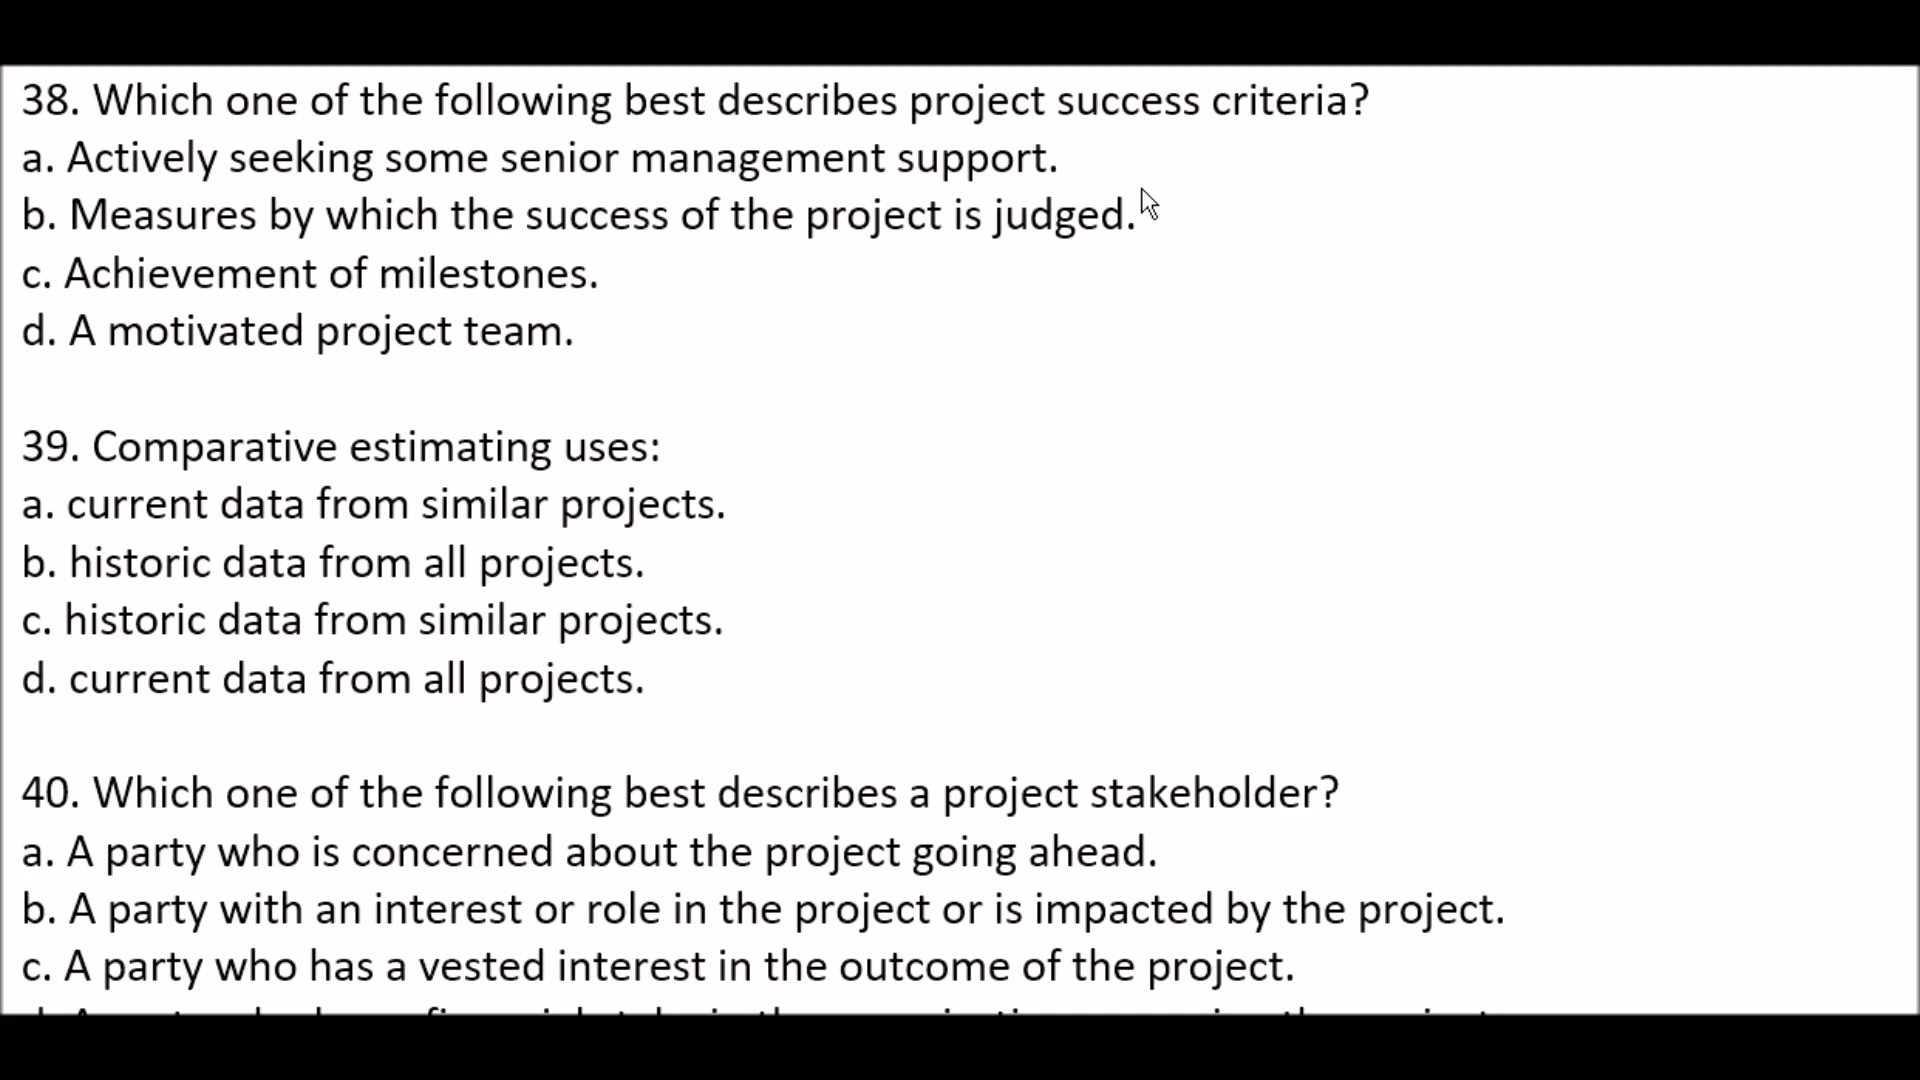 38. Which one of the following best describes project success criteria?
a. Actively seeking some senior management support.
b. Measures by which the success of the project is judged.
c. Achievement of milestones.
d. A motivated project team.
39. Comparative estimating uses:
a. current data from similar projects.
b. historic data from all projects.
c. historic data from similar projects.
d. current data from all projects.
40. Which one of the following best describes a project stakeholder?
a. A party who is concerned about the project going ahead.
b. A party with an interest or role in the project or is impacted by the project.
c. A party who has a vested interest in the outcome of the project.